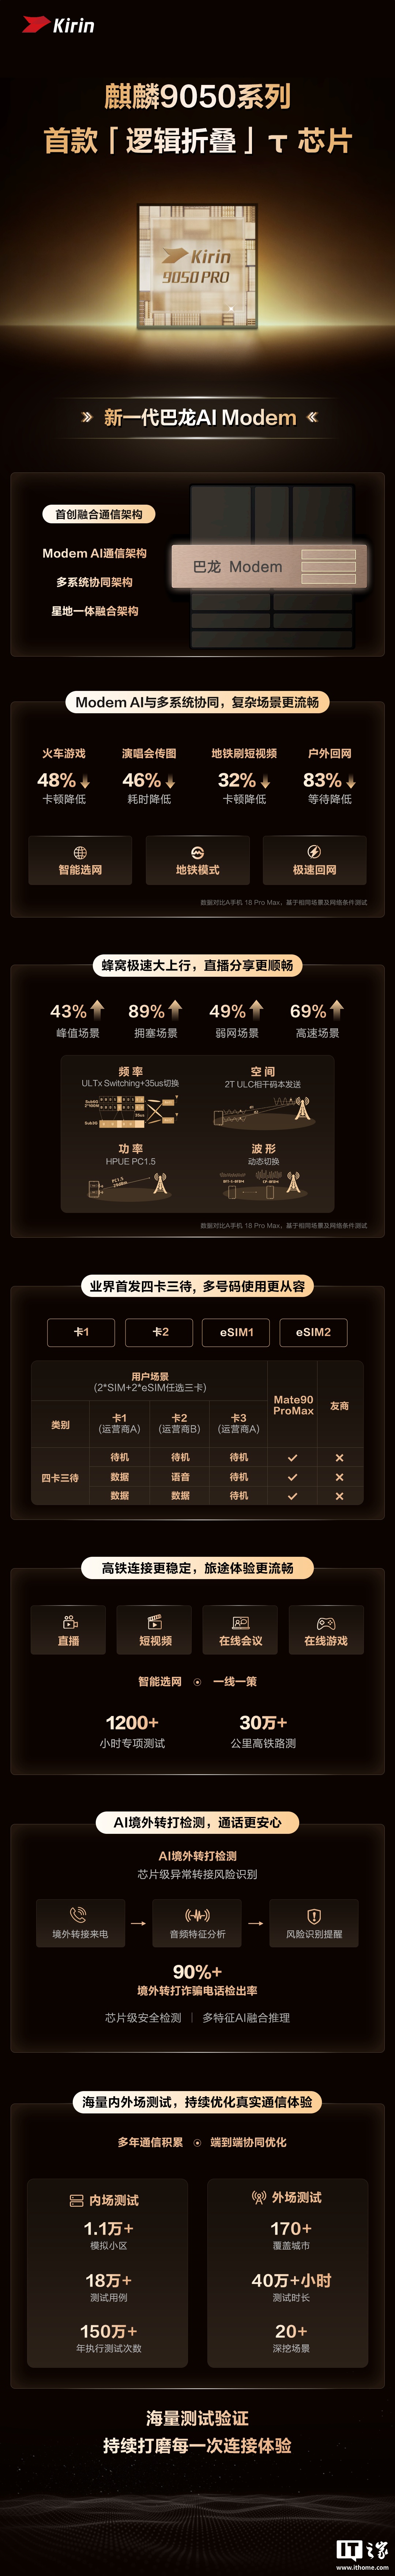 Kirin
麒麟9050系列
首款「逻辑折叠」τ 芯片
Kirin
9050 PRO
新一代巴龙AI Modem
首创融合通信架构
Modem AI通信架构
多系统协同架构
星地一体融合架构
巴龙 Modem
Modem AI与多系统协同，复杂场景更流畅
火车游戏 演唱会传图 地铁刷短视频 户外回网
48% 46% 32% 83%
卡顿降低 耗时降低 卡顿降低 等待降低
智能选网 地铁模式 极速回网
数据对比A手机 18 Pro Max，基于相同场景及网络条件测试
蜂窝极速大上行，直播分享更顺畅
43% 89% 49% 69%
峰值场景 拥塞场景 弱网场景 高速场景
频率 空间
ULTx Switching+35us切换 2T ULC相干码本发送
35us
功率 波形
HPUE PC1.5 动态切换
PC1.5
29dBm
数据对比A手机 18 Pro Max，基于相同场景及网络条件测试
业界首发四卡三待，多号码使用更从容
卡1 卡2 eSIM1 eSIM2
用户场景
(2*SIM+2*eSIM任选三卡)
Mate90
ProMax
友商
类别
卡1 卡2 卡3
(运营商A) (运营商B) (运营商A)
四卡三待
待机 待机 待机
数据 语音 待机
数据 数据 待机
高铁连接更稳定，旅途体验更流畅
直播 短视频 在线会议 在线游戏
智能选网 一线一策
1200+ 30万+
小时专项测试 公里高铁路测
AI境外转打检测，通话更安心
AI境外转打检测
芯片级异常转接风险识别
境外转接来电 音频特征分析 风险识别提醒
90%+
境外转打诈骗电话检出率
芯片级安全检测 | 多特征AI融合推理
海量内外场测试，持续优化真实通信体验
多年通信积累 端到端协同优化
内场测试 外场测试
1.1万+ 170+
模拟小区 覆盖城市
18万+ 40万+小时
测试用例 测试时长
150万+ 20+
年执行测试次数 深挖场景
海量测试验证
持续打磨每一次连接体验
IT之家
www.ithome.com